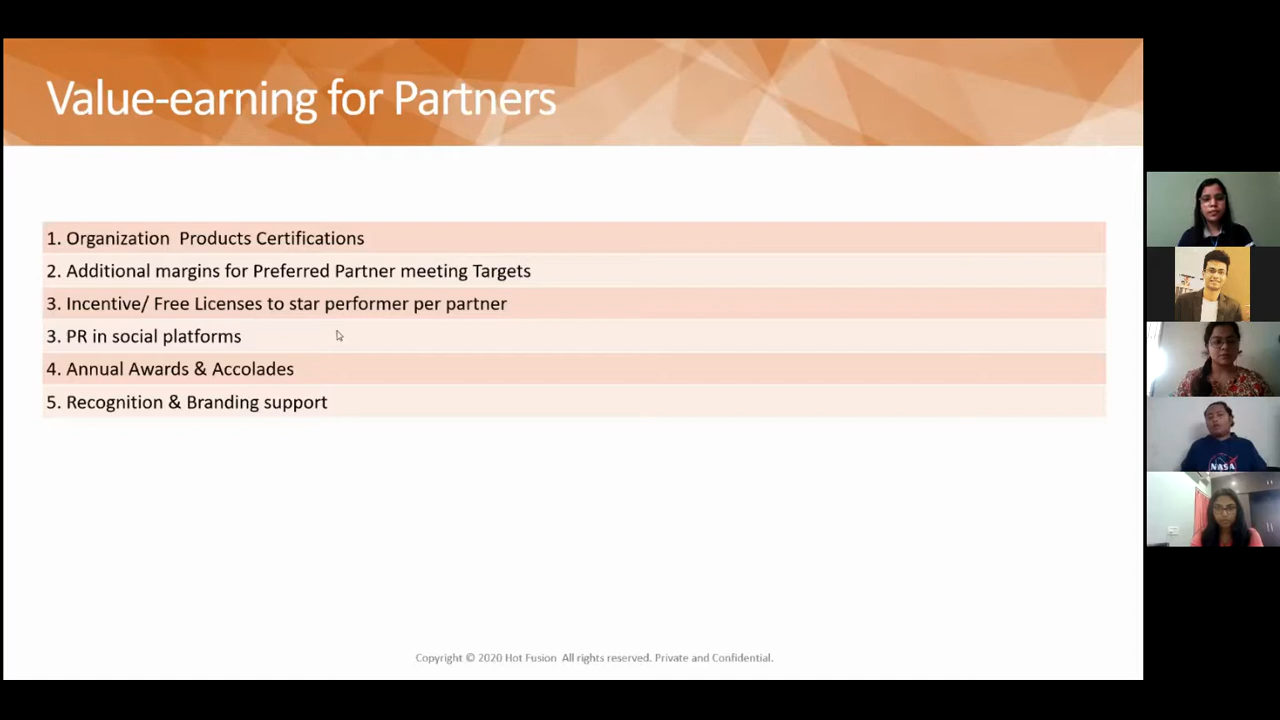 Value-earning for Partners
1. Organization  Products Certifications
2. Additional margins for Preferred Partner meeting Targets
3. Incentive/ Free Licenses to star performer per partner
3. PR in social platforms
4. Annual Awards & Accolades
5. Recognition & Branding support
Copyright © 2020 Hot Fusion  All rights reserved. Private and Confidential.
NASA